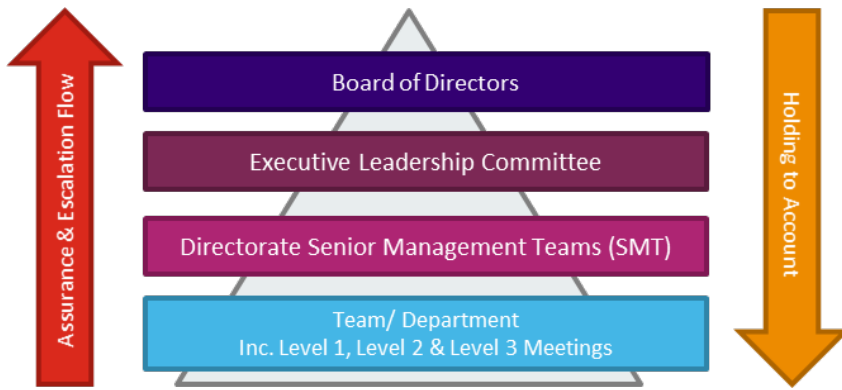 Assurance & Escalation Flow
Board of Directors
Executive Leadership Committee
Directorate Senior Management Teams (SMT)
Team/ Department
Inc. Level 1, Level 2 & Level 3 Meetings
Holding to Account